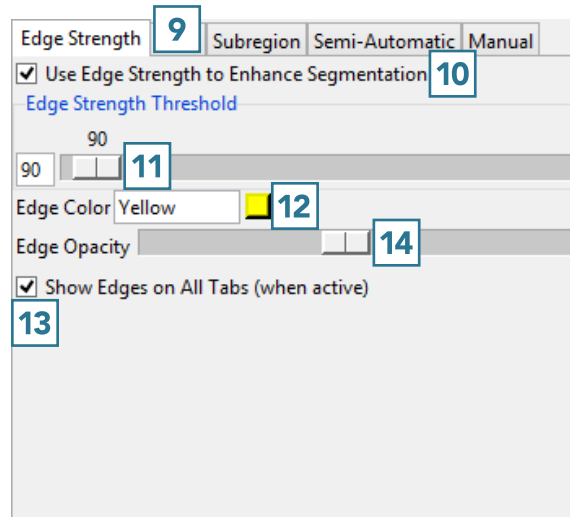 Edge Strength 9 Subregion Semi-Automatic Manual
Use Edge Strength to Enhance Segmentation 10
Edge Strength Threshold
90
90 11
Edge Color Yellow 12
Edge Opacity 14
Show Edges on All Tabs (when active)
13